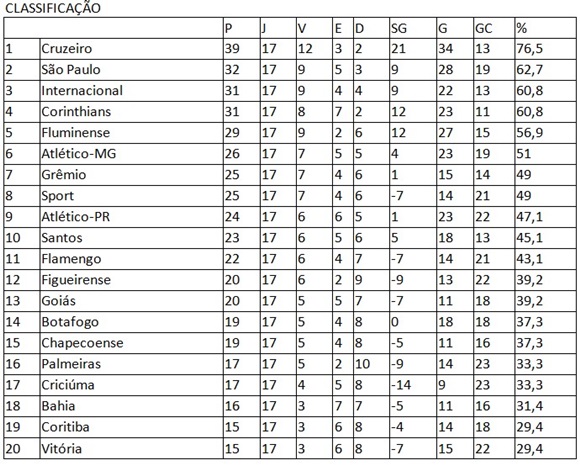 CLASSIFICAÇÃO
P J V E D SG G GC %
1 Cruzeiro 39 17 12 3 2 21 34 13 76,5
2 São Paulo 32 17 9 5 3 9 28 19 62,7
3 Internacional 31 17 9 4 4 9 22 13 60,8
4 Corinthians 31 17 8 7 2 12 23 11 60,8
5 Fluminense 29 17 9 2 6 12 27 15 56,9
6 Atlético-MG 26 17 7 5 5 4 23 19 51
7 Grêmio 25 17 7 4 6 1 15 14 49
8 Sport 25 17 7 4 6 -7 14 21 49
9 Atlético-PR 24 17 6 6 5 1 23 22 47,1
10 Santos 23 17 6 5 6 5 18 13 45,1
11 Flamengo 22 17 6 4 7 -7 14 21 43,1
12 Figueirense 20 17 6 2 9 -9 13 22 39,2
13 Goiás 20 17 5 5 7 -7 11 18 39,2
14 Botafogo 19 17 5 4 8 0 18 18 37,3
15 Chapecoense 19 17 5 4 8 -5 11 16 37,3
16 Palmeiras 17 17 5 2 10 -9 14 23 33,3
17 Criciúma 17 17 4 5 8 -14 9 23 33,3
18 Bahia 16 17 3 7 7 -5 11 16 31,4
19 Coritiba 15 17 3 6 8 -4 14 18 29,4
20 Vitória 15 17 3 6 8 -7 15 22 29,4